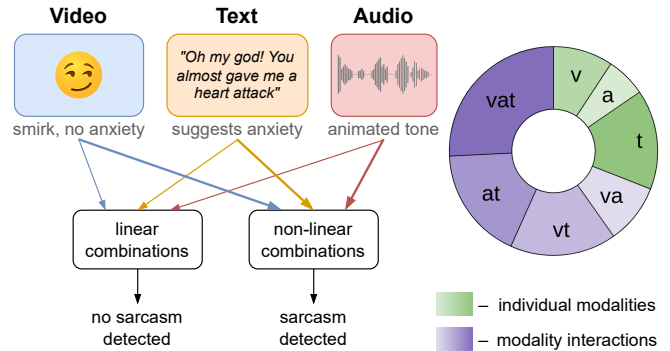 Video
Text
Audio
"Oh my god! You
almost gave me a
heart attack"
smirk, no anxiety
suggests anxiety
animated tone
linear
combinations
non-linear
combinations
no sarcasm
detected
sarcasm
detected
v
a
t
va
vt
at
vat
– individual modalities
– modality interactions